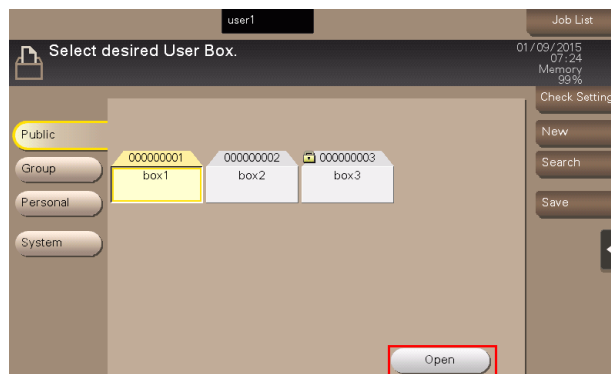 user1
Job List
Select desired User Box.
01/09/2015
07:24
Memory
99%
Check Setting
Public
Group
Personal
System
000000001
box1
000000002
box2
000000003
box3
New
Search
Save
Open